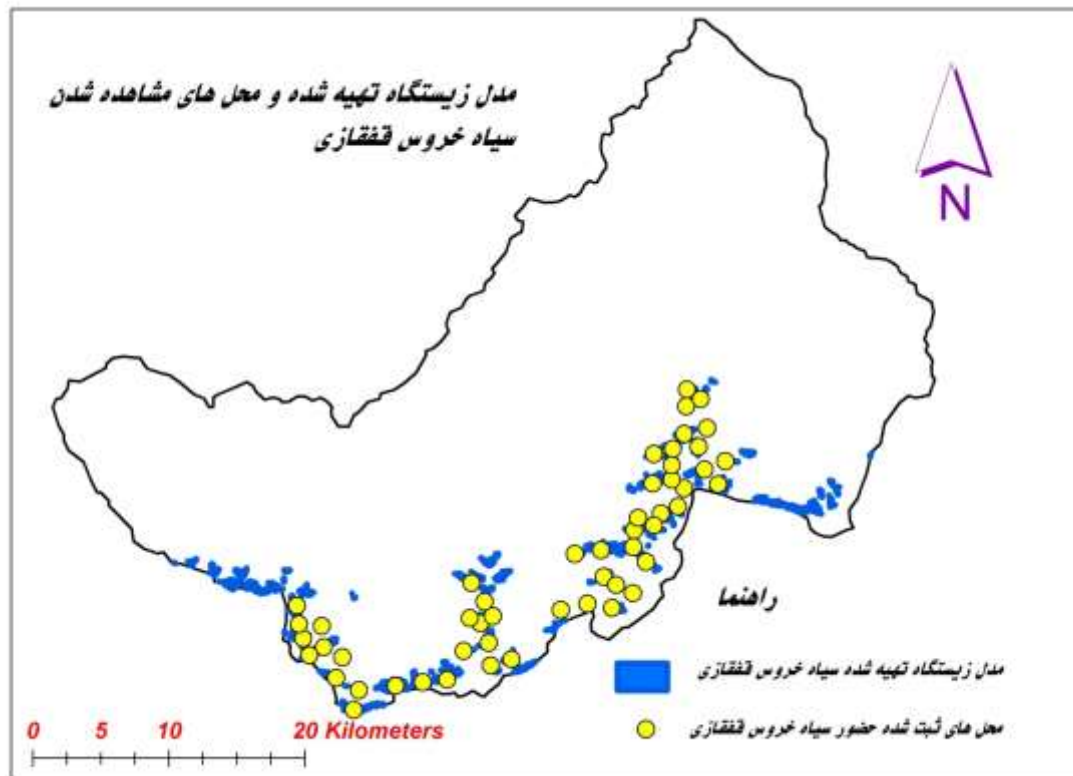 مدل زیستگاه تهیه شده و محل های مشاهده شدن
سیاه خروس قفقازی
N
راهنما
مدل زیستگاه تهیه شده سیاه خروس قفقازی
محل های ثبت شده حضور سیاه خروس قفقازی
0 5 10 20 Kilometers